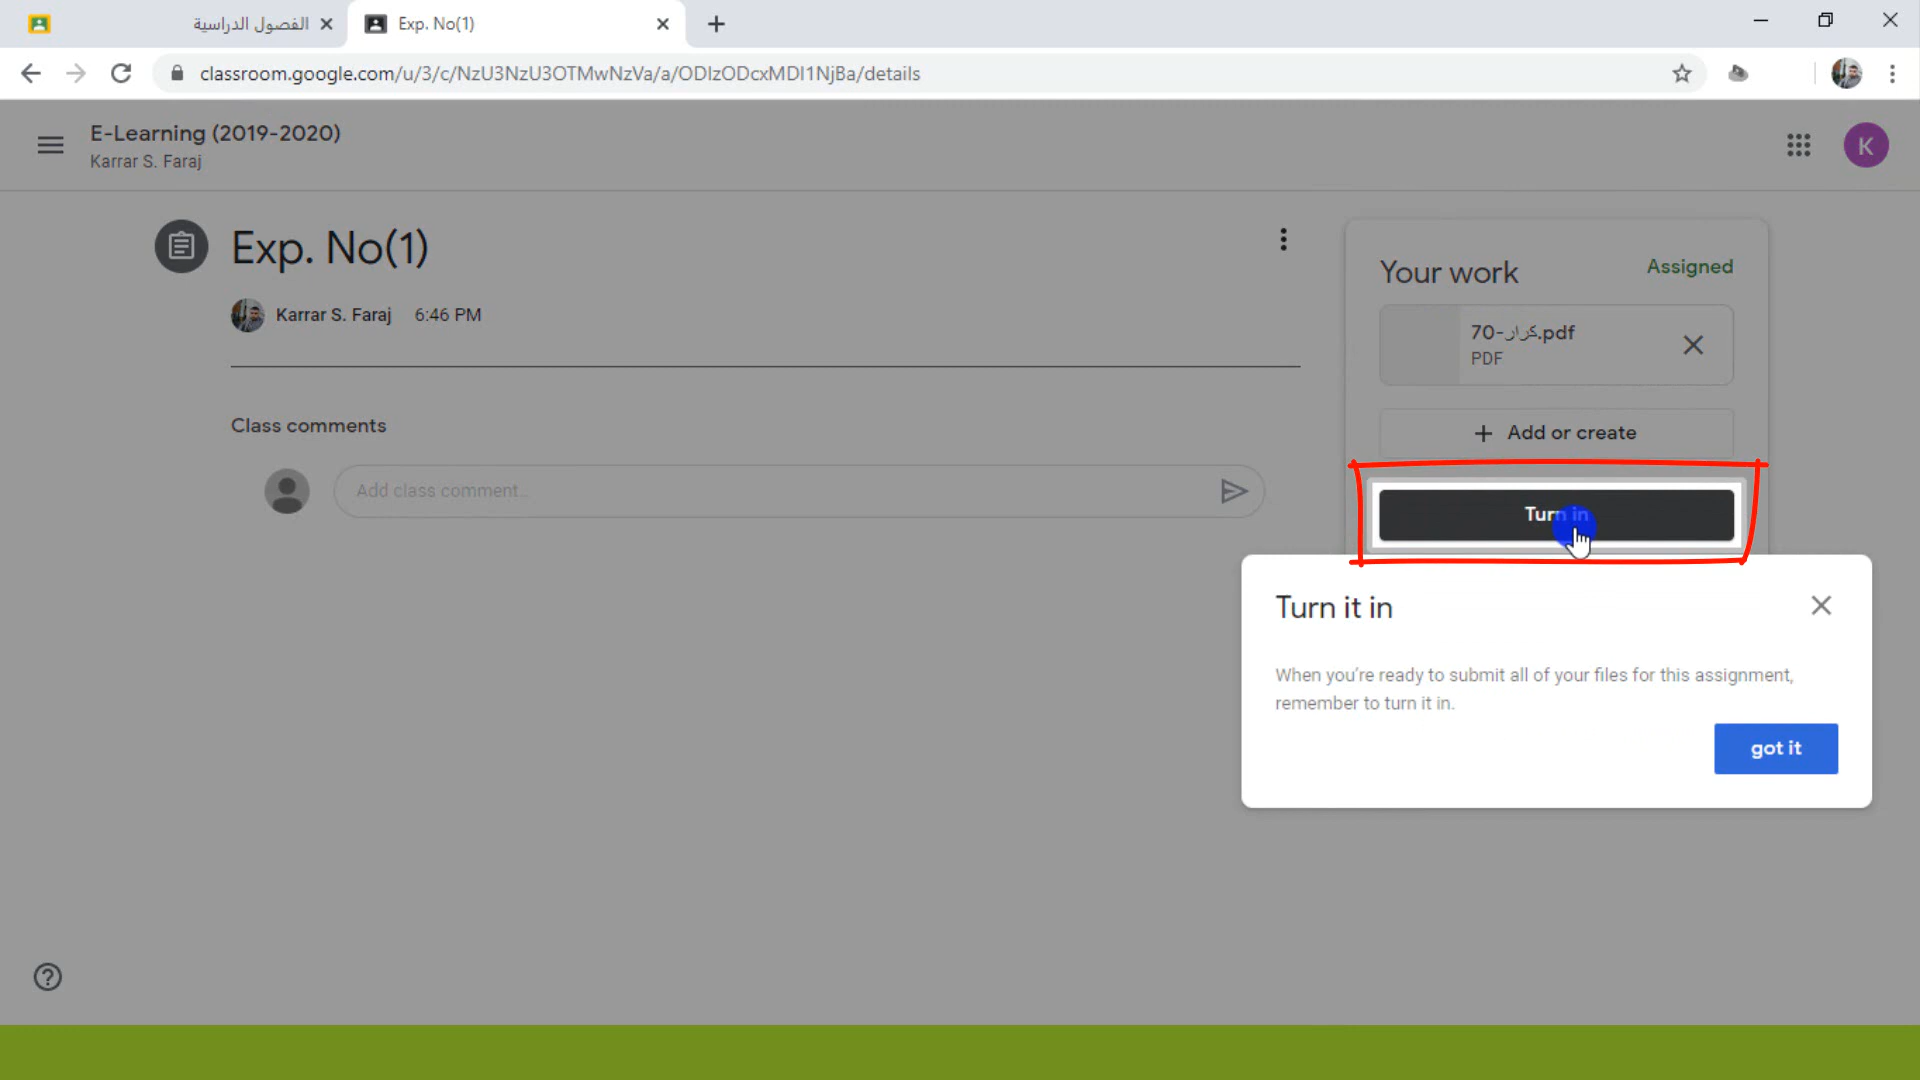 الفصول الدراسية
Exp. No(1)
classroom.google.com/u/3/c/NzU3NzU3OTMwNzVa/a/ODIzODcxMDI1NjBa/details
E-Learning (2019-2020)
Karrar S. Faraj
K
Exp. No(1)
Karrar S. Faraj 6:46 PM
Class comments
Add class comment...
Your work
Assigned
70-كرار.pdf
PDF
+ Add or create
Turn in
Turn it in
When you're ready to submit all of your files for this assignment,
remember to turn it in.
got it